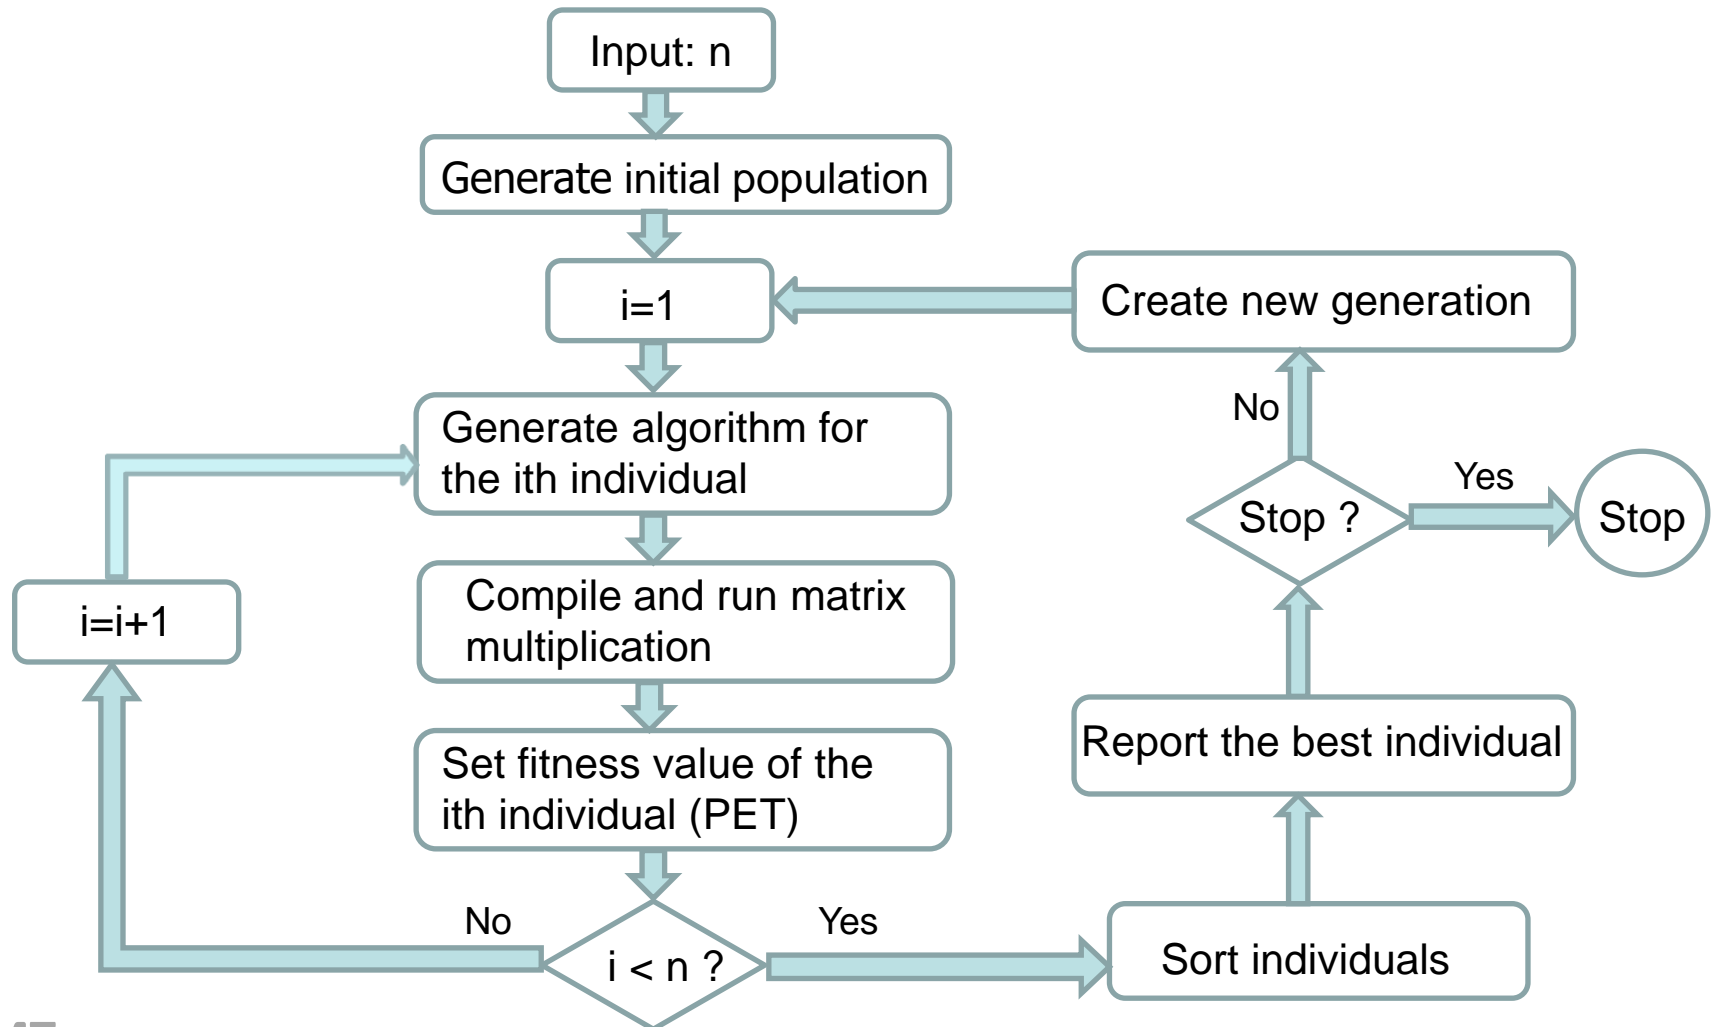 Input: n
Generate initial population
i=1
Create new generation
Generate algorithm for
the ith individual
No
Stop ?
Yes
Stop
Compile and run matrix
multiplication
i=i+1
Set fitness value of the
ith individual (PET)
Report the best individual
No
i < n ?
Yes
Sort individuals